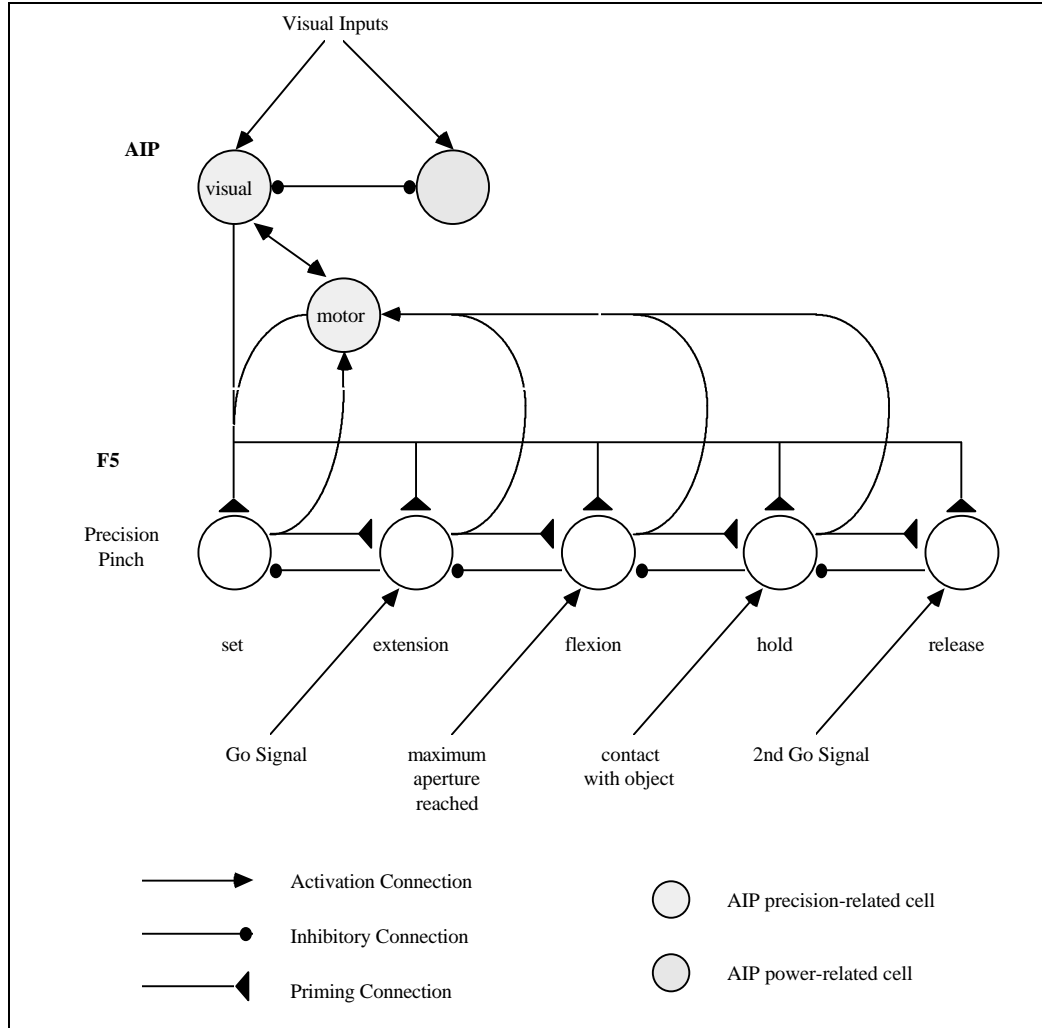 Visual Inputs
AIP
visual
motor
F5
Precision
Pinch
set
extension
flexion
hold
release
Go Signal
maximum
aperture
reached
contact
with object
2nd Go Signal
Activation Connection
Inhibitory Connection
Priming Connection
AIP precision-related cell
AIP power-related cell